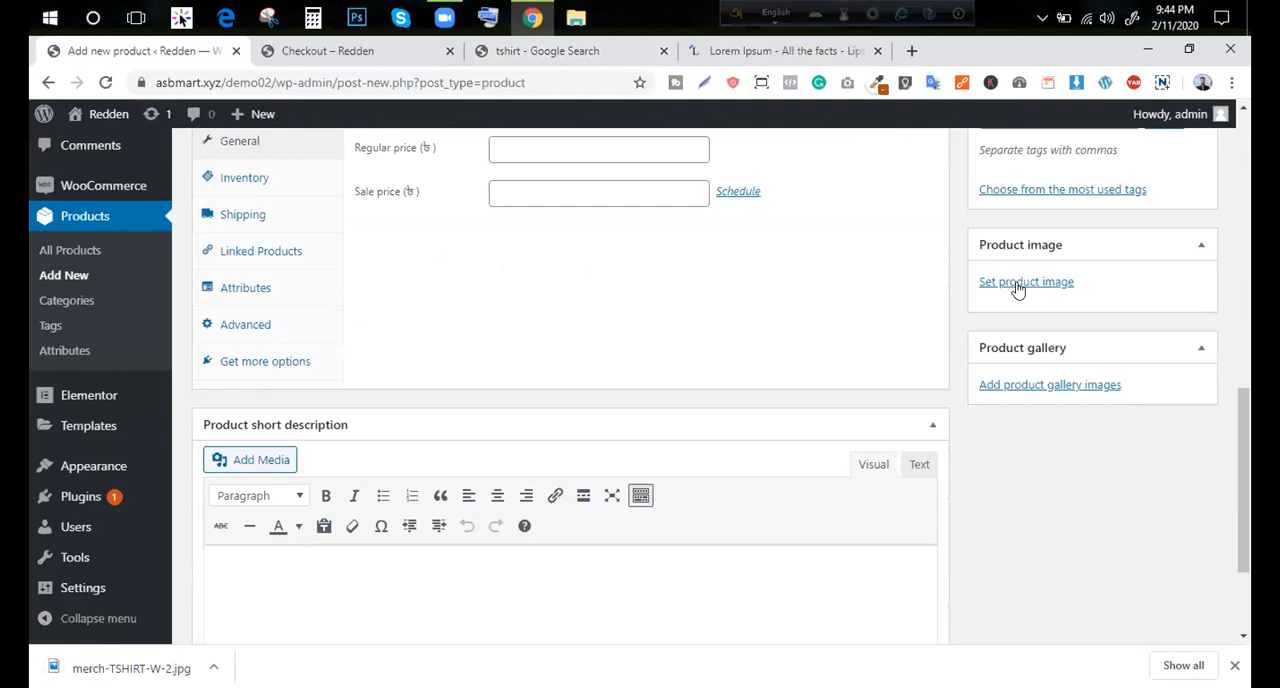 English
9:44 PM
2/11/2020
Add new product ‹ Redden — W
Checkout – Redden
tshirt - Google Search
Lorem Ipsum - All the facts - Lips
asbmart.xyz/demo02/wp-admin/post-new.php?post_type=product
Redden
1
0
New
Howdy, admin
Comments
WooCommerce
Products
All Products
Add New
Categories
Tags
Attributes
Elementor
Templates
Appearance
Plugins 1
Users
Tools
Settings
Collapse menu
General
Inventory
Shipping
Linked Products
Attributes
Advanced
Get more options
Regular price (৳ )
Sale price (৳ )
Schedule
Product short description
Add Media
Visual
Text
Paragraph
Separate tags with commas
Choose from the most used tags
Product image
Set product image
Product gallery
Add product gallery images
merch-TSHIRT-W-2.jpg
Show all